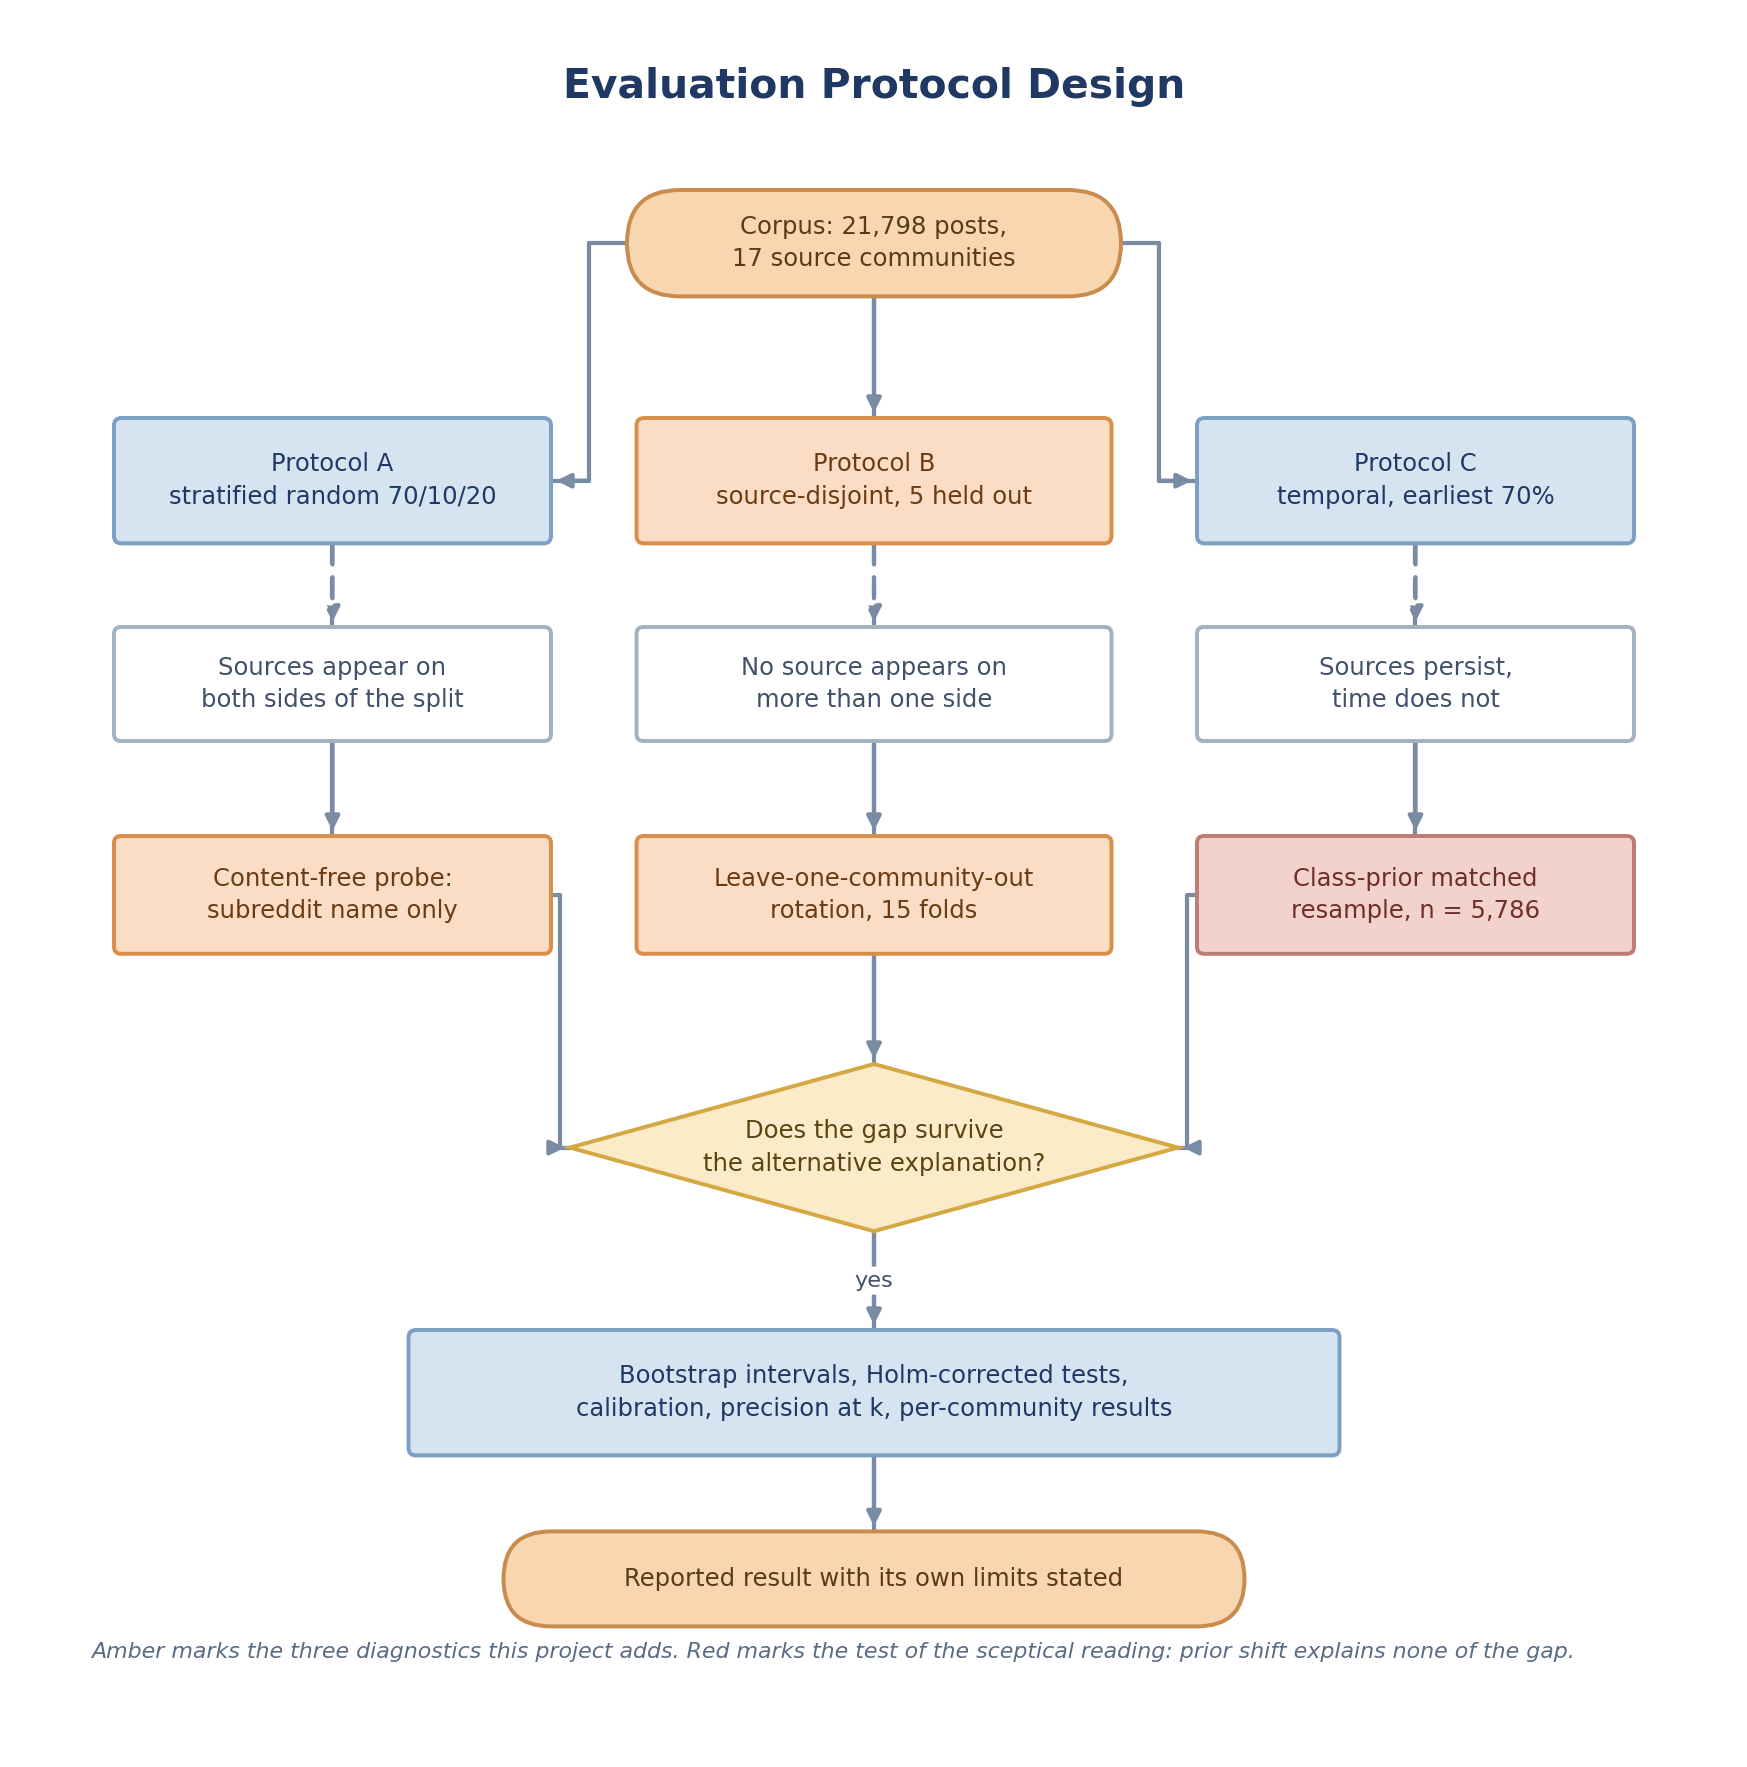 Evaluation Protocol Design
Corpus: 21,798 posts,
17 source communities
Protocol A
stratified random 70/10/20
Protocol B
source-disjoint, 5 held out
Protocol C
temporal, earliest 70%
Sources appear on
both sides of the split
No source appears on
more than one side
Sources persist,
time does not
Content-free probe:
subreddit name only
Leave-one-community-out
rotation, 15 folds
Class-prior matched
resample, n = 5,786
Does the gap survive
the alternative explanation?
yes
Bootstrap intervals, Holm-corrected tests,
calibration, precision at k, per-community results
Reported result with its own limits stated
Amber marks the three diagnostics this project adds. Red marks the test of the sceptical reading: prior shift explains none of the gap.